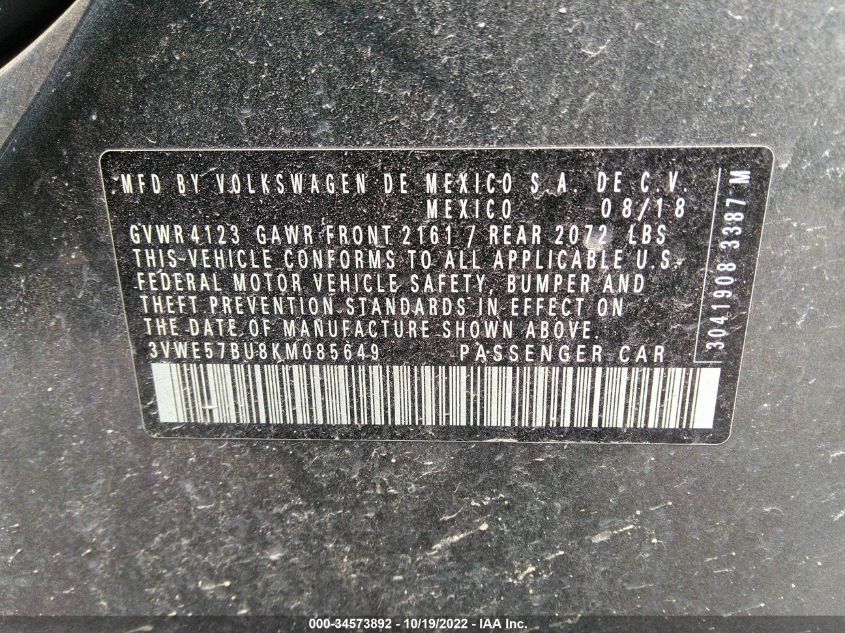 MFD BY VOLKSWAGEN DE MEXICO S.A. DE C.V.
MEXICO 08/18
GVWR 4123 GAWR FRONT 2161 / REAR 2072 LBS
THIS VEHICLE CONFORMS TO ALL APPLICABLE U.S.
FEDERAL MOTOR VEHICLE SAFETY, BUMPER AND
THEFT PREVENTION STANDARDS IN EFFECT ON
THE DATE OF MANUFACTURE SHOWN ABOVE.
3VWE57BU8KM085649 PASSENGER CAR
3041908 3387 M
000-34573892 - 10/19/2022 - IAA Inc.